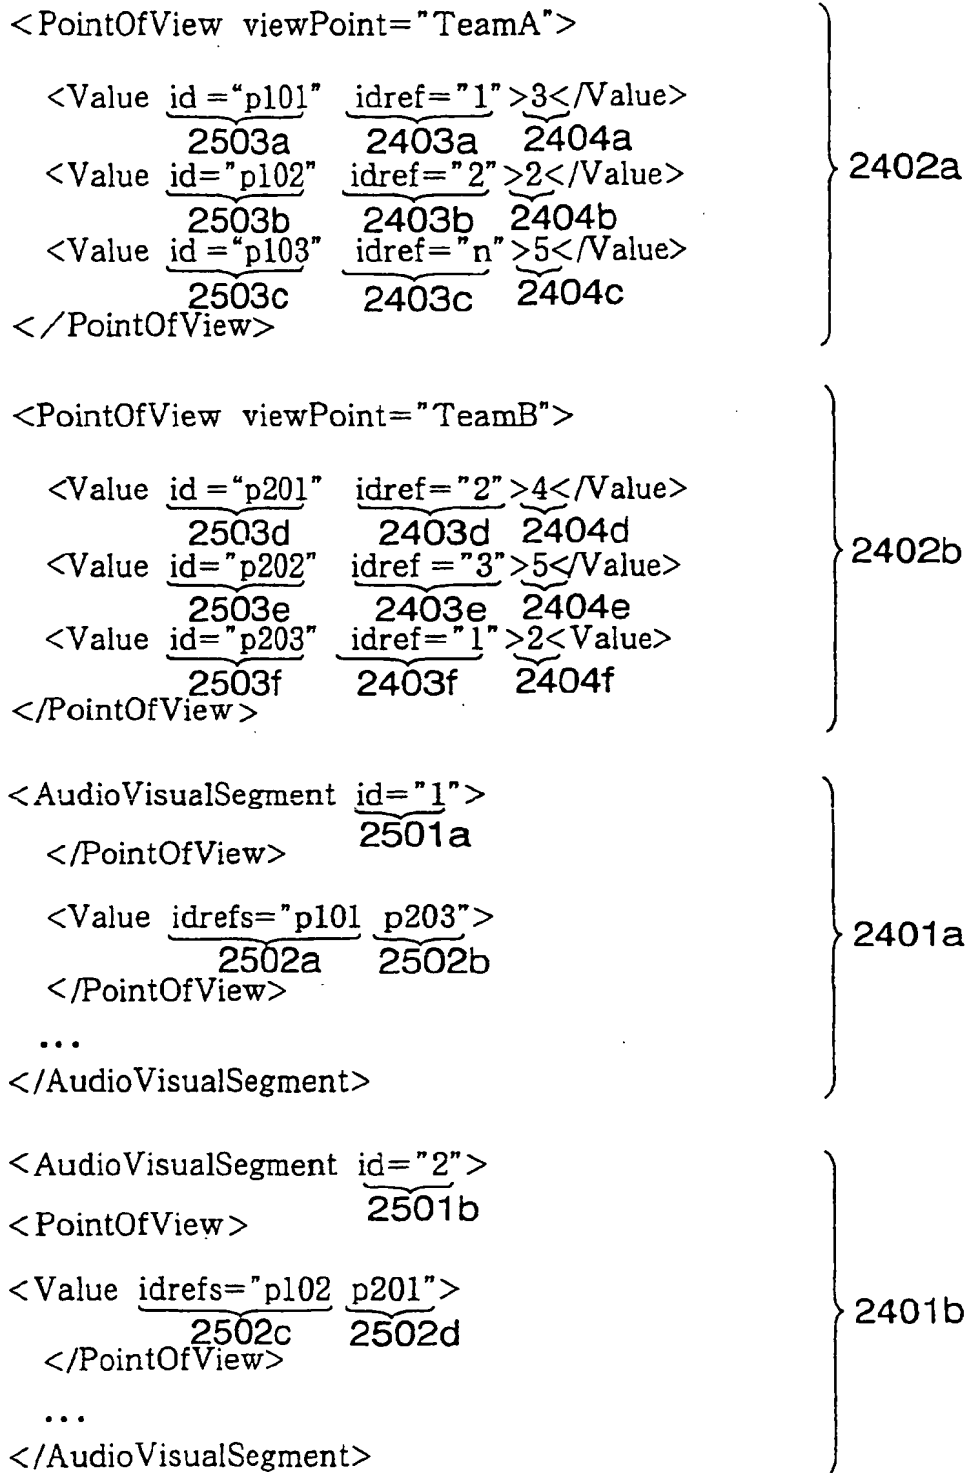 <PointOfView viewPoint="TeamA">
<Value id ="p101" idref="1">3</Value>
2503a 2403a 2404a
<Value id="p102" idref="2">2</Value>
2402a
2503b 2403b 2404b
<Value id ="p103" idref="n">5</Value>
2503c 2403c 2404c
</PointOfView>
<PointOfView viewPoint="TeamB">
<Value id ="p201" idref="2">4</Value>
2503d 2403d 2404d
<Value id="p202" idref ="3">5</Value>
2402b
2503e 2403e 2404e
<Value id="p203" idref="1">2<Value>
2503f 2403f 2404f
</PointOfView>
<AudioVisualSegment id="1">
2501a
</PointOfView>
<Value idrefs="p101 p203">
2401a
2502a 2502b
</PointOfView>
...
</AudioVisualSegment>
<AudioVisualSegment id="2">
2501b
<PointOfView>
<Value idrefs="p102 p201">
2401b
2502c 2502d
</PointOfView>
...
</AudioVisualSegment>